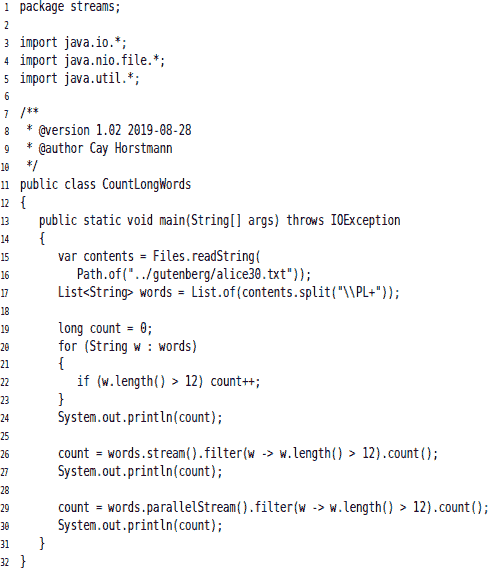 1 package streams;
2
3 import java.io.*;
4 import java.nio.file.*;
5 import java.util.*;
6
7 /**
8  * @version 1.02 2019-08-28
9  * @author Cay Horstmann
10  */
11 public class CountLongWords
12 {
13    public static void main(String[] args) throws IOException
14    {
15       var contents = Files.readString(
16          Path.of("../gutenberg/alice30.txt"));
17       List<String> words = List.of(contents.split("\\PL+"));
18
19       long count = 0;
20       for (String w : words)
21       {
22          if (w.length() > 12) count++;
23       }
24       System.out.println(count);
25
26       count = words.stream().filter(w -> w.length() > 12).count();
27       System.out.println(count);
28
29       count = words.parallelStream().filter(w -> w.length() > 12).count();
30       System.out.println(count);
31    }
32 }